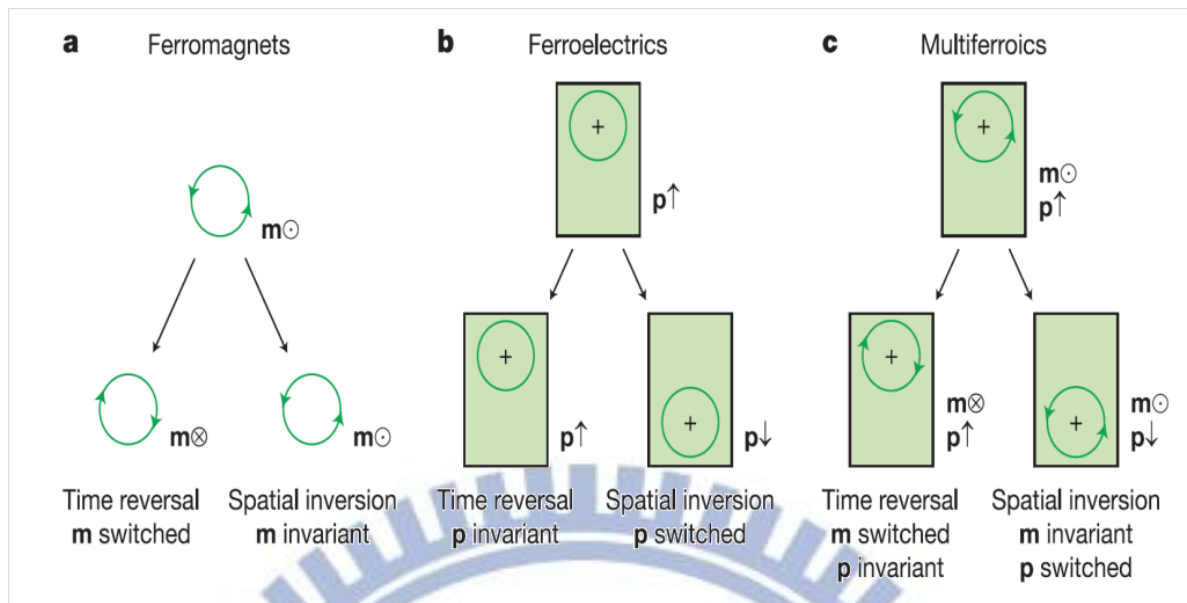 a Ferromagnets
m⊙
m⊗
m⊙
Time reversal
m switched
Spatial inversion
m invariant
b Ferroelectrics
+
p↑
+
p↑
+
p↓
Time reversal
p invariant
Spatial inversion
p switched
c Multiferroics
+
m⊙
p↑
+
m⊗
p↑
+
m⊙
p↓
Time reversal
m switched
p invariant
Spatial inversion
m invariant
p switched